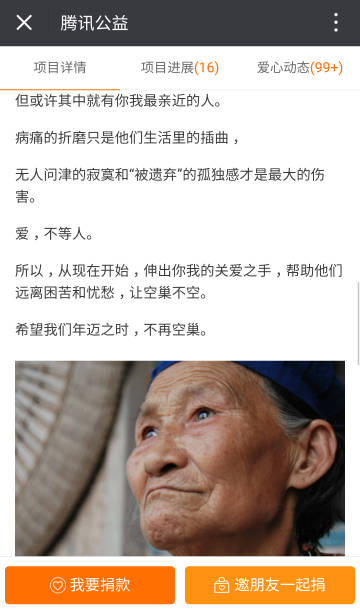 腾讯公益
项目详情 项目进展(16) 爱心动态(99+)
但或许其中就有你我最亲近的人。
病痛的折磨只是他们生活里的插曲，
无人问津的寂寞和“被遗弃”的孤独感才是最大的伤
害。
爱，不等人。
所以，从现在开始，伸出你我的关爱之手，帮助他们
远离困苦和忧愁，让空巢不空。
希望我们年迈之时，不再空巢。
我要捐款 邀朋友一起捐